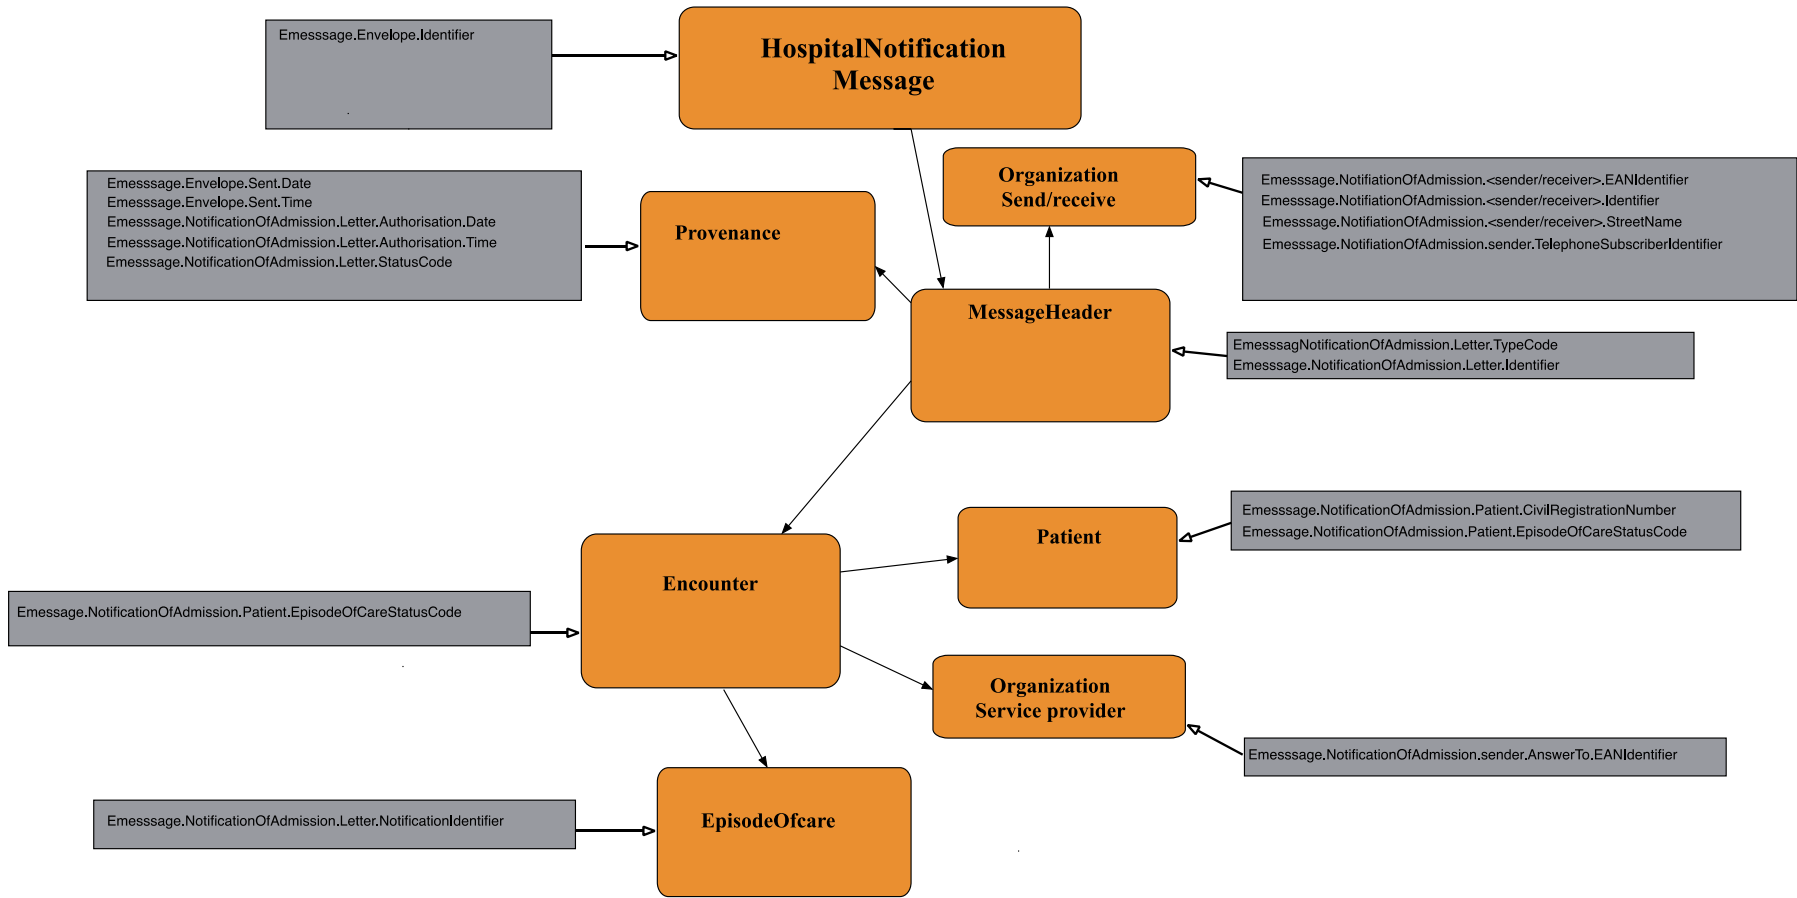 Emesssage.Envelope.Identifier
HospitalNotification
Message
Emesssage.Envelope.Sent.Date
Emesssage.Envelope.Sent.Time
Emesssage.NotificationOfAdmission.Letter.Authorisation.Date
Emesssage.NotificationOfAdmission.Letter.Authorisation.Time
Emesssage.NotificationOfAdmission.Letter.StatusCode
Provenance
Organization
Send/receive
Emesssage.NotifiationOfAdmission.<sender/receiver>.EANIdentifier
Emesssage.NotifiationOfAdmission.<sender/receiver>.Identifier
Emesssage.NotifiationOfAdmission.<sender/receiver>.StreetName
Emesssage.NotifiationOfAdmission.sender.TelephoneSubscriberIdentifier
MessageHeader
EmesssagNotificationOfAdmission.Letter.TypeCode
Emesssage.NotificationOfAdmission.Letter.Identifier
Patient
Emesssage.NotificationOfAdmission.Patient.CivilRegistrationNumber
Emesssage.NotificationOfAdmission.Patient.EpisodeOfCareStatusCode
Encounter
Emessage.NotificationOfAdmission.Patient.EpisodeOfCareStatusCode
Organization
Service provider
Emesssage.NotificationOfAdmission.sender.AnswerTo.EANIdentifier
EpisodeOfcare
Emesssage.NotificationOfAdmission.Letter.NotificationIdentifier